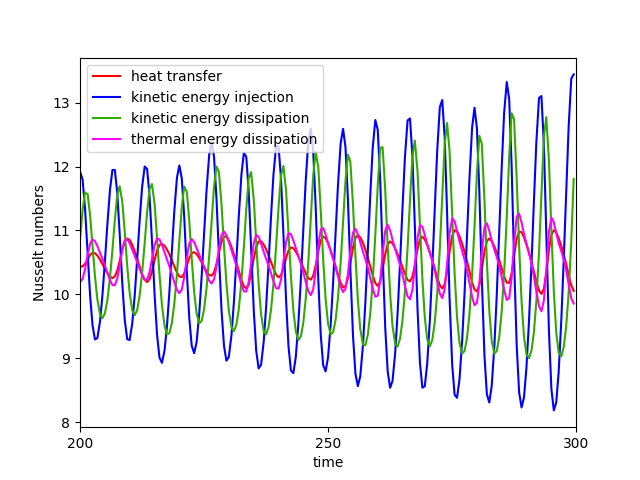 heat transfer
kinetic energy injection
kinetic energy dissipation
thermal energy dissipation
13
12
11
10
9
8
Nusselt numbers
200
250
300
time